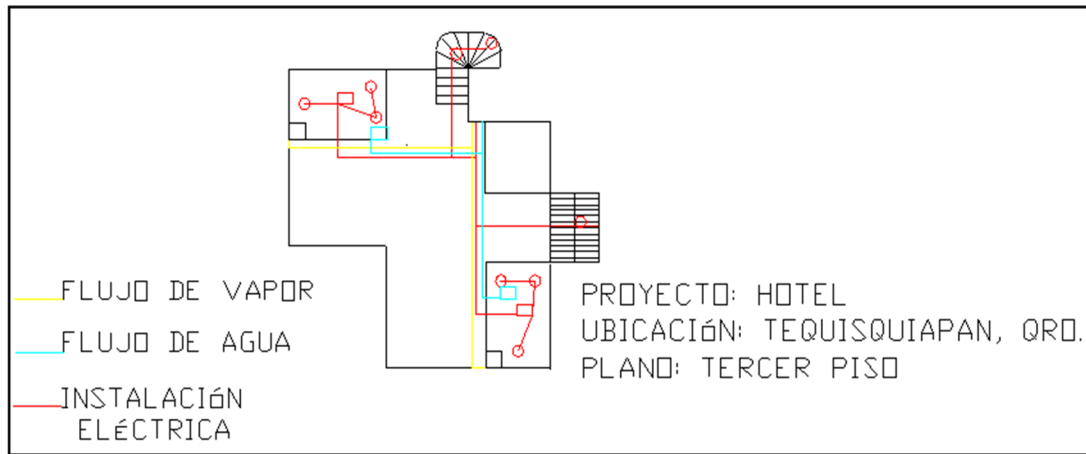 FLUJO DE VAPOR
FLUJO DE AGUA
INSTALACIÓN
ELÉCTRICA
PROYECTO: HOTEL
UBICACIÓN: TEQUISQUIAPAN, QRO.
PLANO: TERCER PISO